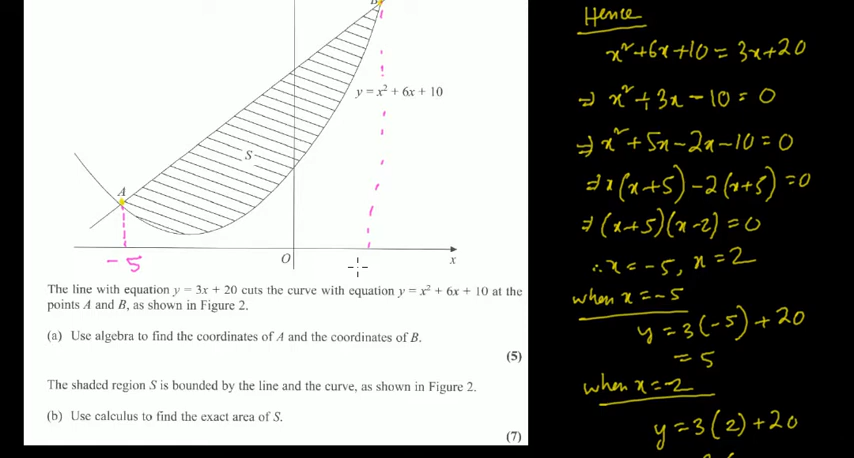 B
y = x² + 6x + 10
S
A
-5
O
x
The line with equation y = 3x + 20 cuts the curve with equation y = x² + 6x + 10 at the
points A and B, as shown in Figure 2.
(a) Use algebra to find the coordinates of A and the coordinates of B.
(5)
The shaded region S is bounded by the line and the curve, as shown in Figure 2.
(b) Use calculus to find the exact area of S.
(7)
Hence
x²+6x+10 = 3x+20
⇒ x²+3x-10 = 0
⇒ x²+5x-2x-10 = 0
⇒ x(x+5)-2(x+5) = 0
⇒ (x+5)(x-2) = 0
∴ x = -5, x = 2
when x = -5
y = 3(-5)+20
= 5
when x = 2
y = 3(2)+20